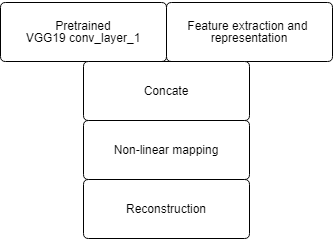 Pretrained
VGG19 conv_layer_1
Feature extraction and
representation
Concate
Non-linear mapping
Reconstruction